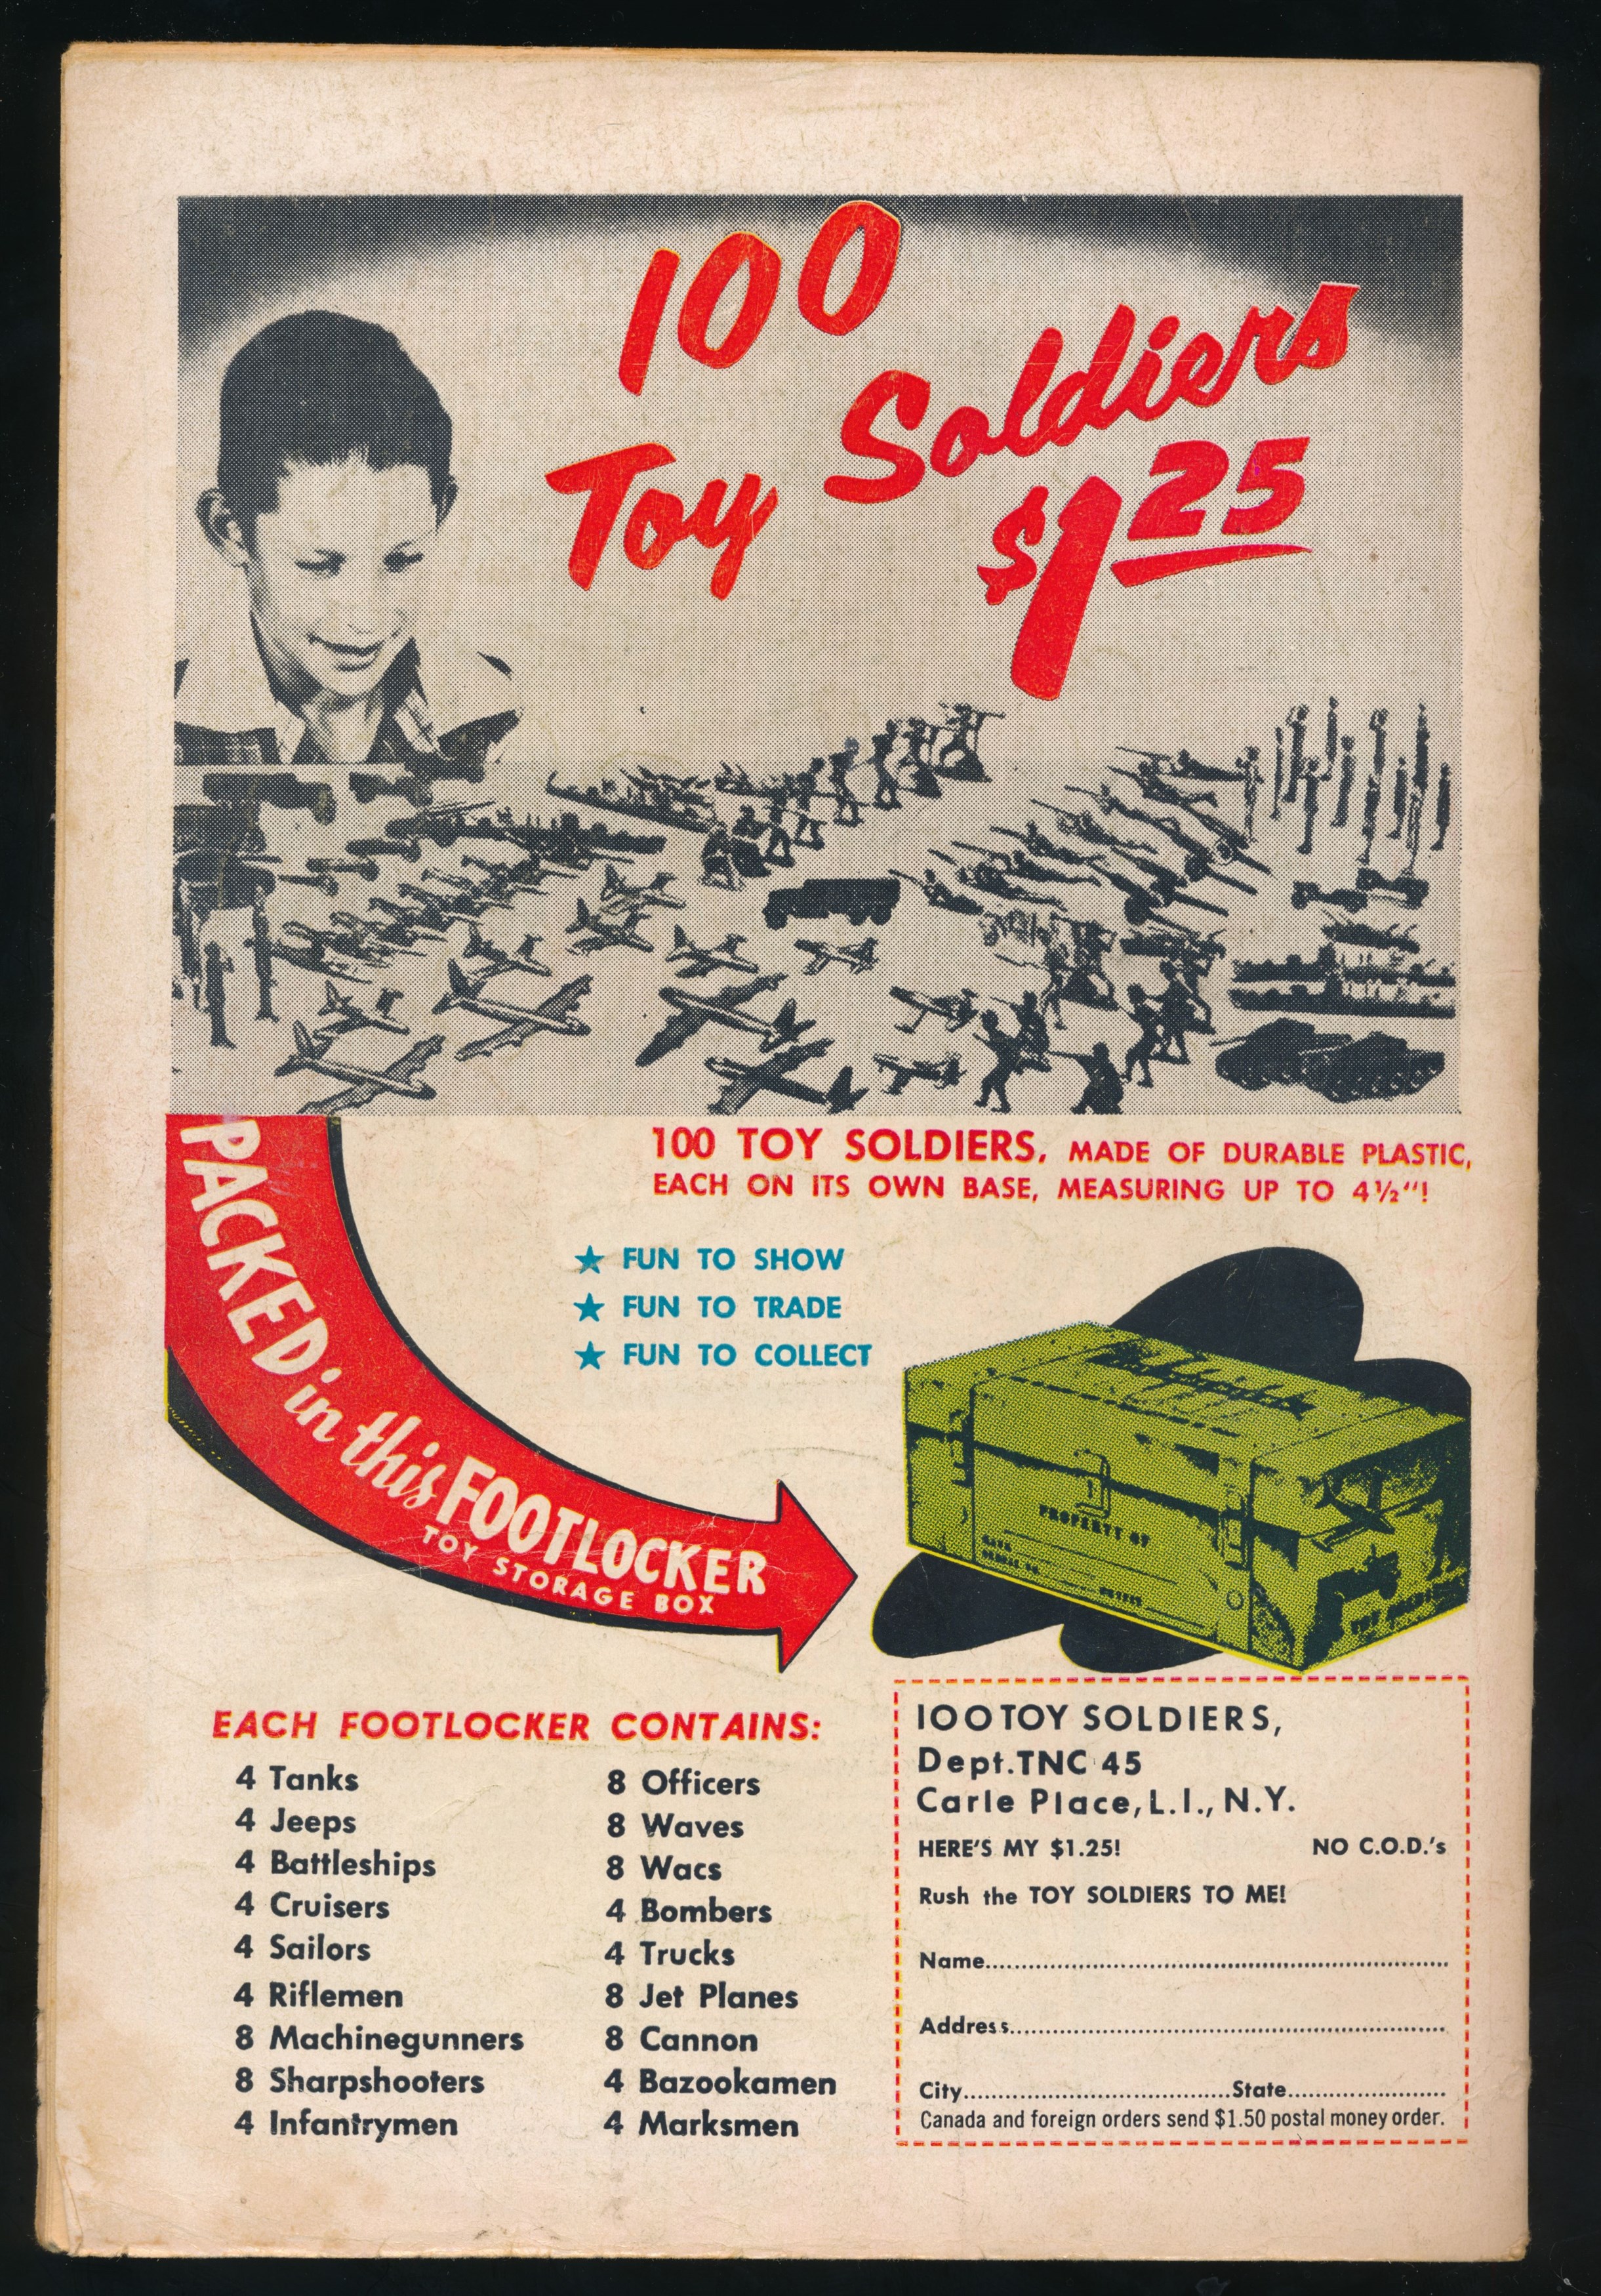 100
Toy Soldiers
$1.25
100 TOY SOLDIERS, MADE OF DURABLE PLASTIC,
EACH ON ITS OWN BASE, MEASURING UP TO 4½"!
PACKED in this FOOTLOCKER
TOY STORAGE BOX
★ FUN TO SHOW
★ FUN TO TRADE
★ FUN TO COLLECT
PROPERTY OF
EACH FOOTLOCKER CONTAINS:
4 Tanks
4 Jeeps
4 Battleships
4 Cruisers
4 Sailors
4 Riflemen
8 Machinegunners
8 Sharpshooters
4 Infantrymen
8 Officers
8 Waves
8 Wacs
4 Bombers
4 Trucks
8 Jet Planes
8 Cannon
4 Bazookamen
4 Marksmen
100 TOY SOLDIERS,
Dept. TNC 45
Carle Place, L.I., N.Y.
HERE'S MY $1.25! NO C.O.D.'s
Rush the TOY SOLDIERS TO ME!
Name
Address
City State
Canada and foreign orders send $1.50 postal money order.